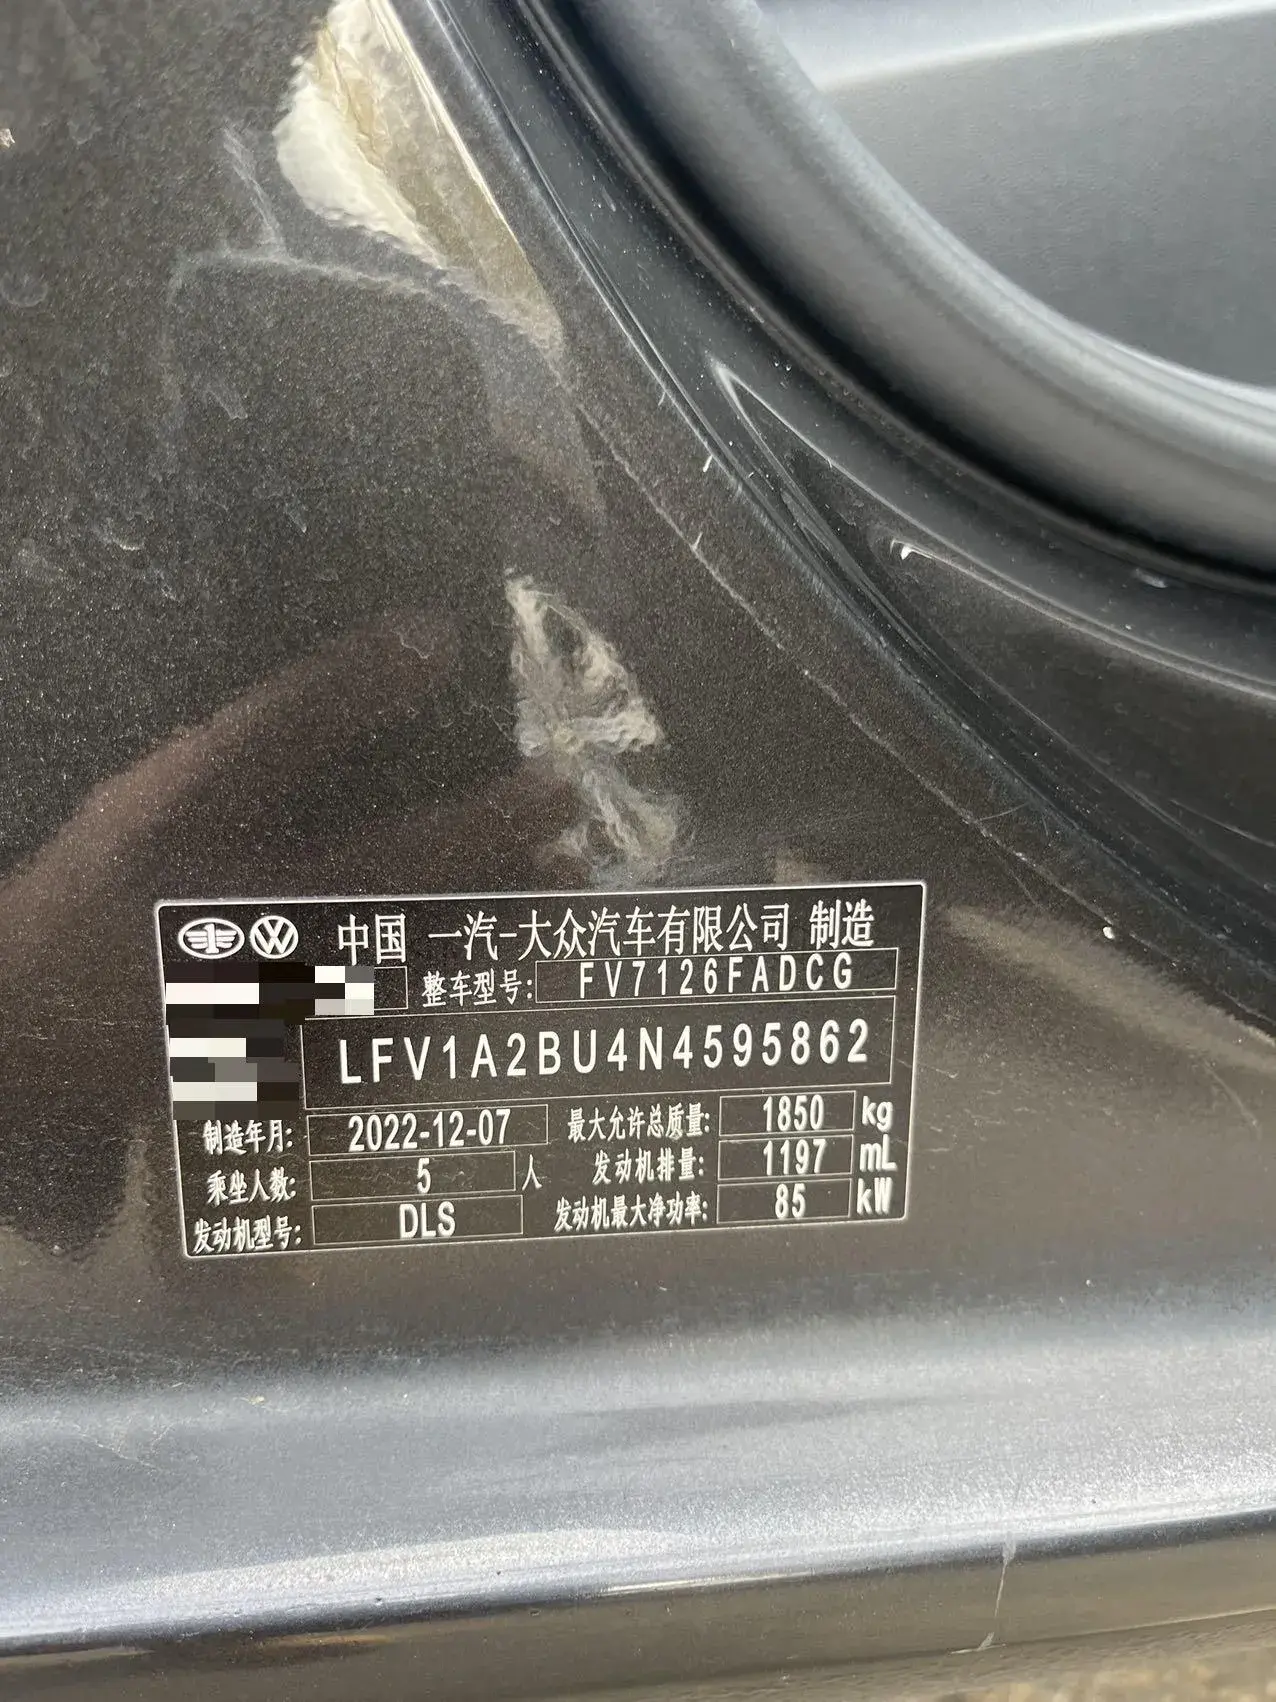 中国 一汽-大众汽车有限公司 制造
整车型号: FV7126FADCG
LFV1A2BU4N4595862
制造年月: 2022-12-07 最大允许总质量: 1850 kg
乘坐人数: 5 人 发动机排量: 1197 mL
发动机型号: DLS 发动机最大净功率: 85 kW